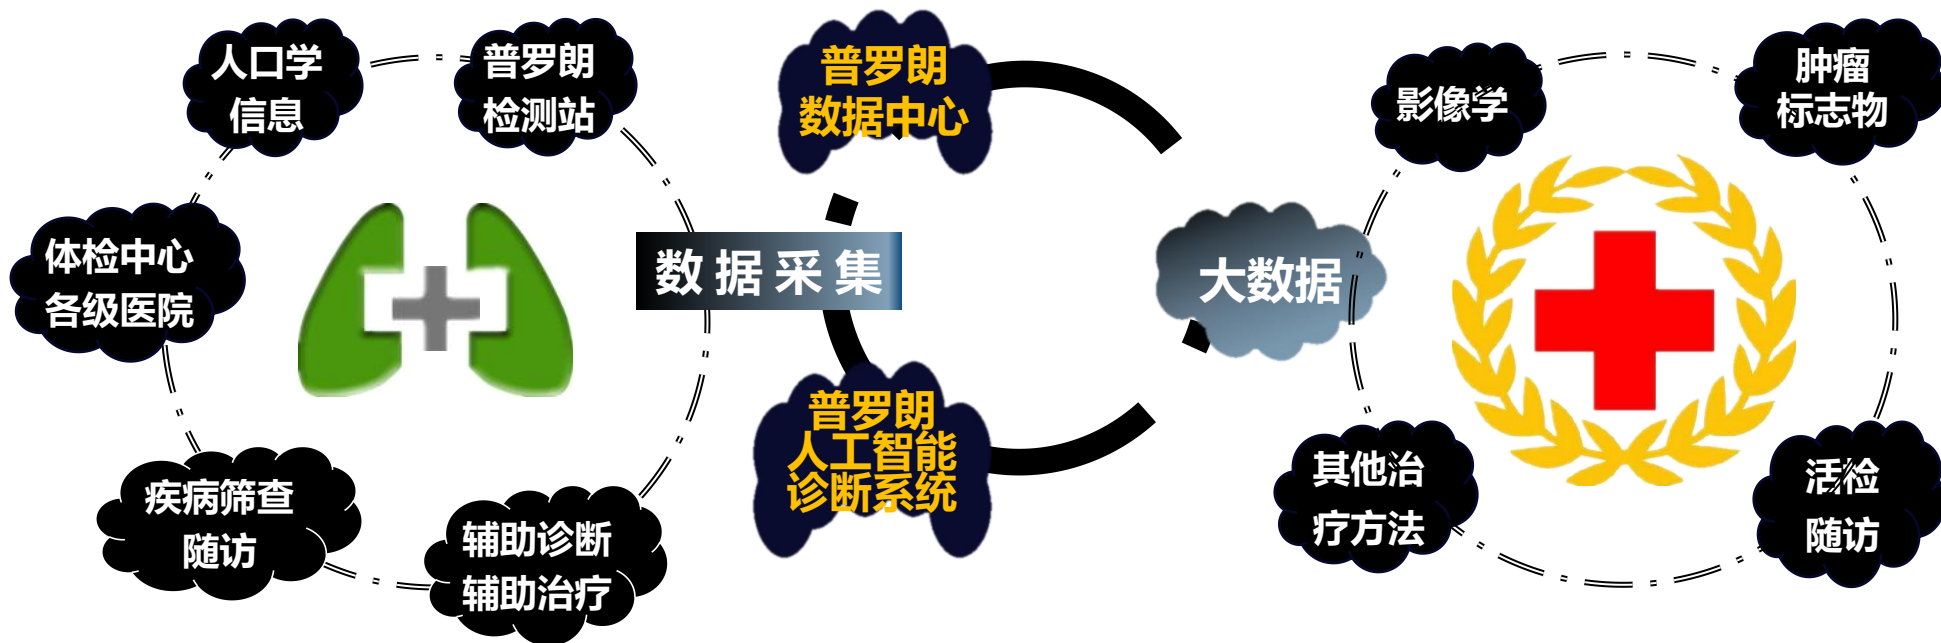 人口学
信息
普罗朗
检测站
体检中心
各级医院
疾病筛查
随访
辅助诊断
辅助治疗
数据采集
普罗朗
数据中心
普罗朗
人工智能
诊断系统
大数据
影像学
肿瘤
标志物
其他治
疗方法
活检
随访